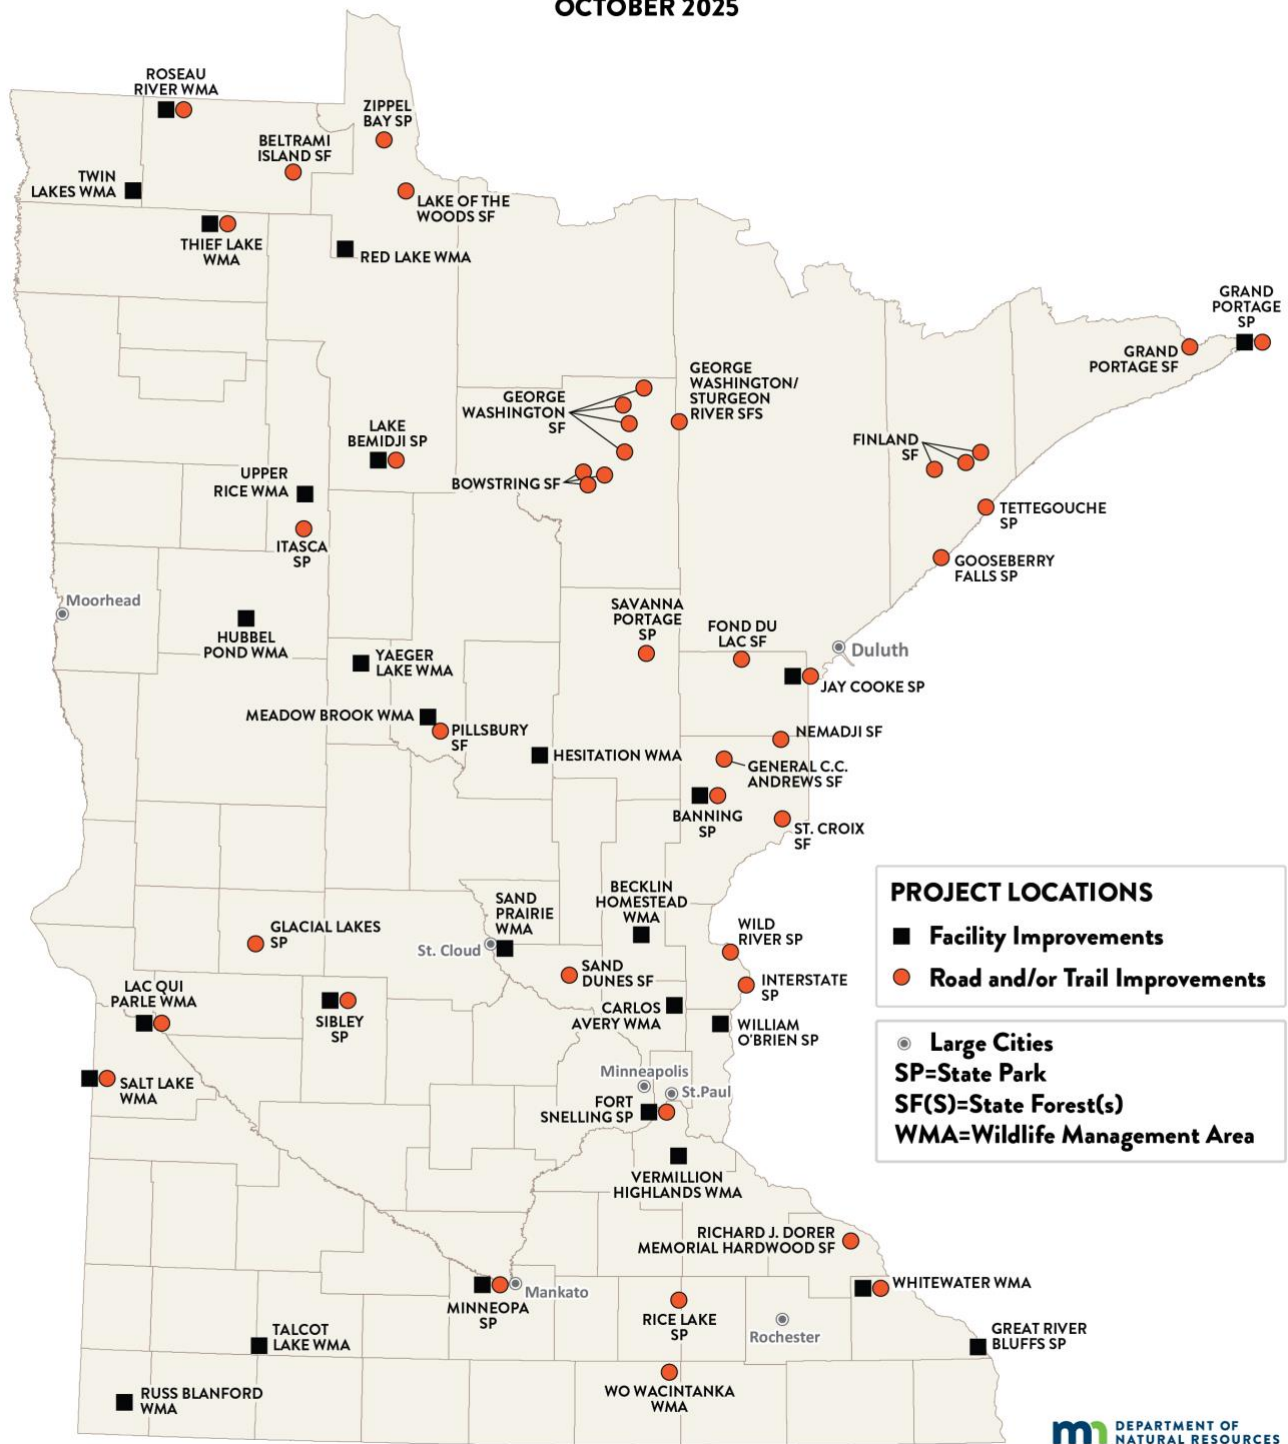 OCTOBER 2025
ROSEAU
RIVER WMA
ZIPPEL
BAY SP
BELTRAMI
ISLAND SF
TWIN
LAKES WMA
LAKE OF THE
WOODS SF
THIEF LAKE
WMA
RED LAKE WMA
GRAND
PORTAGE
SP
GRAND
PORTAGE SF
GEORGE
WASHINGTON/
STURGEON
RIVER SFS
GEORGE
WASHINGTON
SF
LAKE
BEMIDJI SP
FINLAND
SF
UPPER
RICE WMA
BOWSTRING SF
TETTEGOUCHE
SP
ITASCA
SP
GOOSEBERRY
FALLS SP
Moorhead
SAVANNA
PORTAGE
SP
FOND DU
LAC SF
HUBBEL
POND WMA
YAEGER
LAKE WMA
Duluth
JAY COOKE SP
MEADOW BROOK WMA
PILLSBURY
SF
NEMADJI SF
HESITATION WMA
GENERAL C.C.
ANDREWS SF
BANNING
SP
ST. CROIX
SF
PROJECT LOCATIONS
Facility Improvements
Road and/or Trail Improvements
BECKLIN
HOMESTEAD
WMA
SAND
PRAIRIE
WMA
GLACIAL LAKES
SP
St. Cloud
WILD
RIVER SP
SAND
DUNES SF
INTERSTATE
SP
LAC QUI
PARLE WMA
SIBLEY
SP
CARLOS
AVERY WMA
WILLIAM
O'BRIEN SP
Large Cities
SP=State Park
SF(S)=State Forest(s)
WMA=Wildlife Management Area
SALT LAKE
WMA
Minneapolis
St.Paul
FORT
SNELLING SP
VERMILLION
HIGHLANDS WMA
RICHARD J. DORER
MEMORIAL HARDWOOD SF
Mankato
MINNEOPA
SP
WHITEWATER WMA
RICE LAKE
SP
Rochester
TALCOT
LAKE WMA
GREAT RIVER
BLUFFS SP
RUSS BLANFORD
WMA
WO WACINTANKA
WMA
mn DEPARTMENT OF
NATURAL RESOURCES